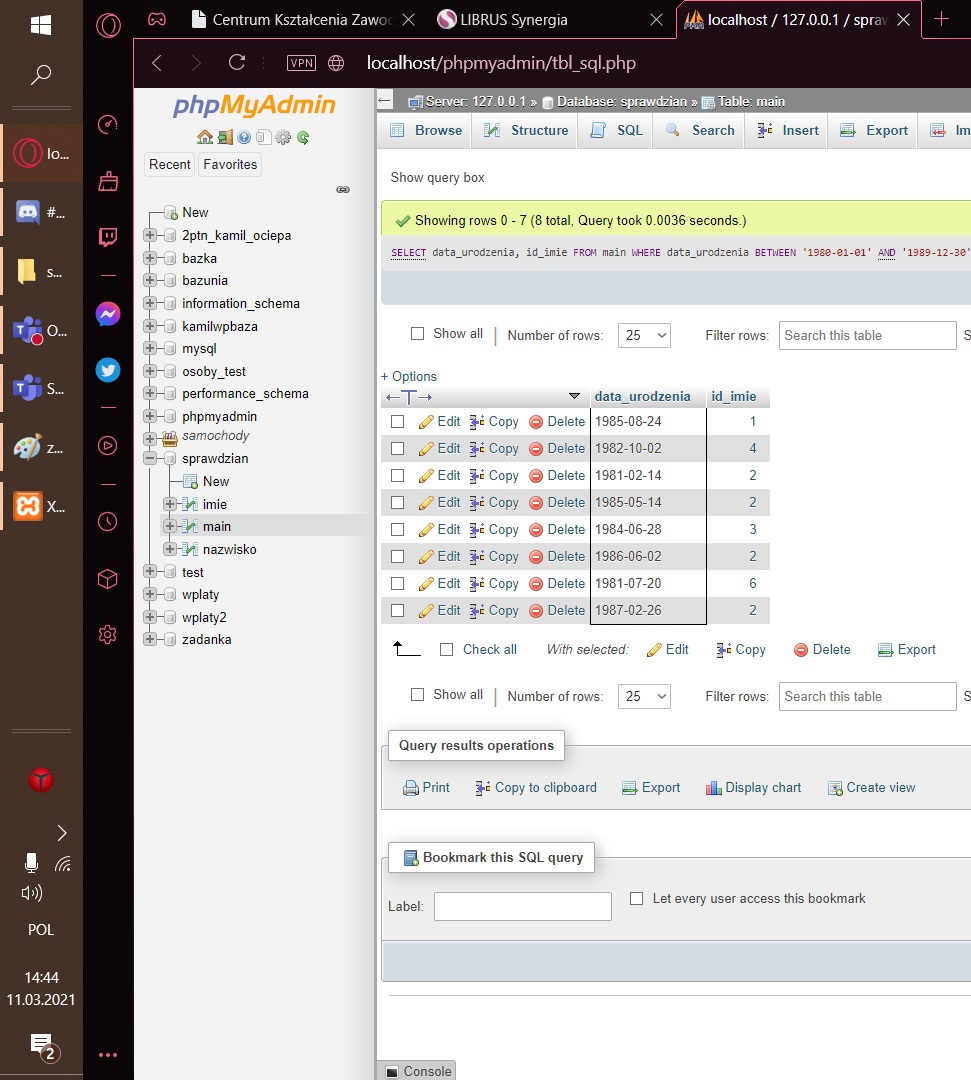 Centrum Kształcenia Zawo
LIBRUS Synergia
localhost / 127.0.0.1 / spraw
VPN
localhost/phpmyadmin/tbl_sql.php
phpMyAdmin
Recent
Favorites
New
2ptn_kamil_ociepa
bazka
bazunia
information_schema
kamilwpbaza
mysql
osoby_test
performance_schema
phpmyadmin
samochody
sprawdzian
New
imie
main
nazwisko
test
wplaty
wplaty2
zadanka
Server: 127.0.0.1 » Database: sprawdzian » Table: main
Browse Structure SQL Search Insert Export Im
Show query box
Showing rows 0 - 7 (8 total, Query took 0.0036 seconds.)
SELECT data_urodzenia, id_imie FROM main WHERE data_urodzenia BETWEEN '1980-01-01' AND '1989-12-30'
Show all Number of rows: 25 Filter rows: Search this table S
+ Options
←T→ data_urodzenia id_imie
Edit Copy Delete 1985-08-24 1
Edit Copy Delete 1982-10-02 4
Edit Copy Delete 1981-02-14 2
Edit Copy Delete 1985-05-14 2
Edit Copy Delete 1984-06-28 3
Edit Copy Delete 1986-06-02 2
Edit Copy Delete 1981-07-20 6
Edit Copy Delete 1987-02-26 2
Check all With selected: Edit Copy Delete Export
Show all Number of rows: 25 Filter rows: Search this table S
Query results operations
Print Copy to clipboard Export Display chart Create view
Bookmark this SQL query
Label:
Let every user access this bookmark
Console
lo...
#...
s...
O...
S...
z...
X...
POL
14:44
11.03.2021
2